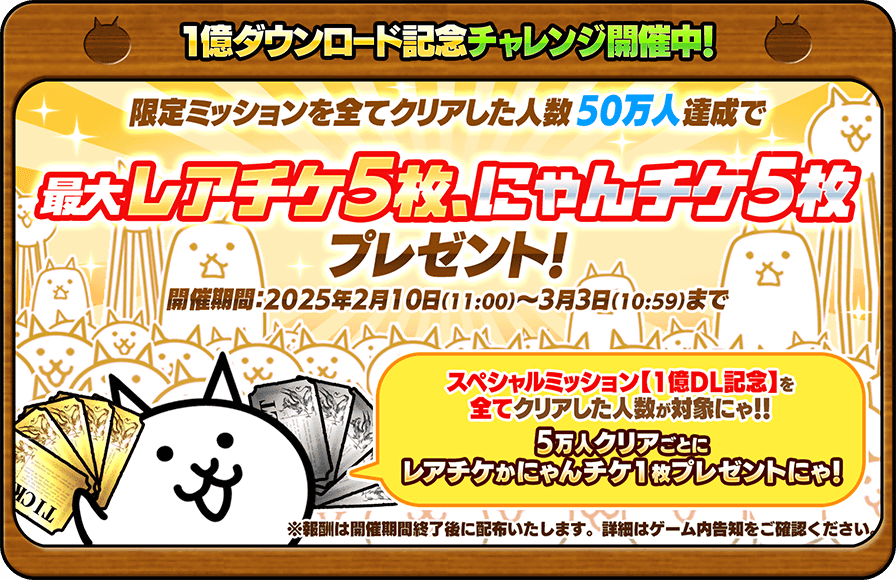 1億ダウンロード記念チャレンジ開催中!
限定ミッションを全てクリアした人数 50万人 達成で
最大レアチケ5枚、にゃんチケ5枚
プレゼント!
開催期間:2025年2月10日(11:00)～3月3日(10:59)まで
スペシャルミッション【1億DL記念】を
全てクリアした人数が対象にゃ!!
5万人クリアごとに
レアチケかにゃんチケ1枚プレゼントにゃ!
TICK
※報酬は開催期間終了後に配布いたします。詳細はゲーム内告知をご確認ください。